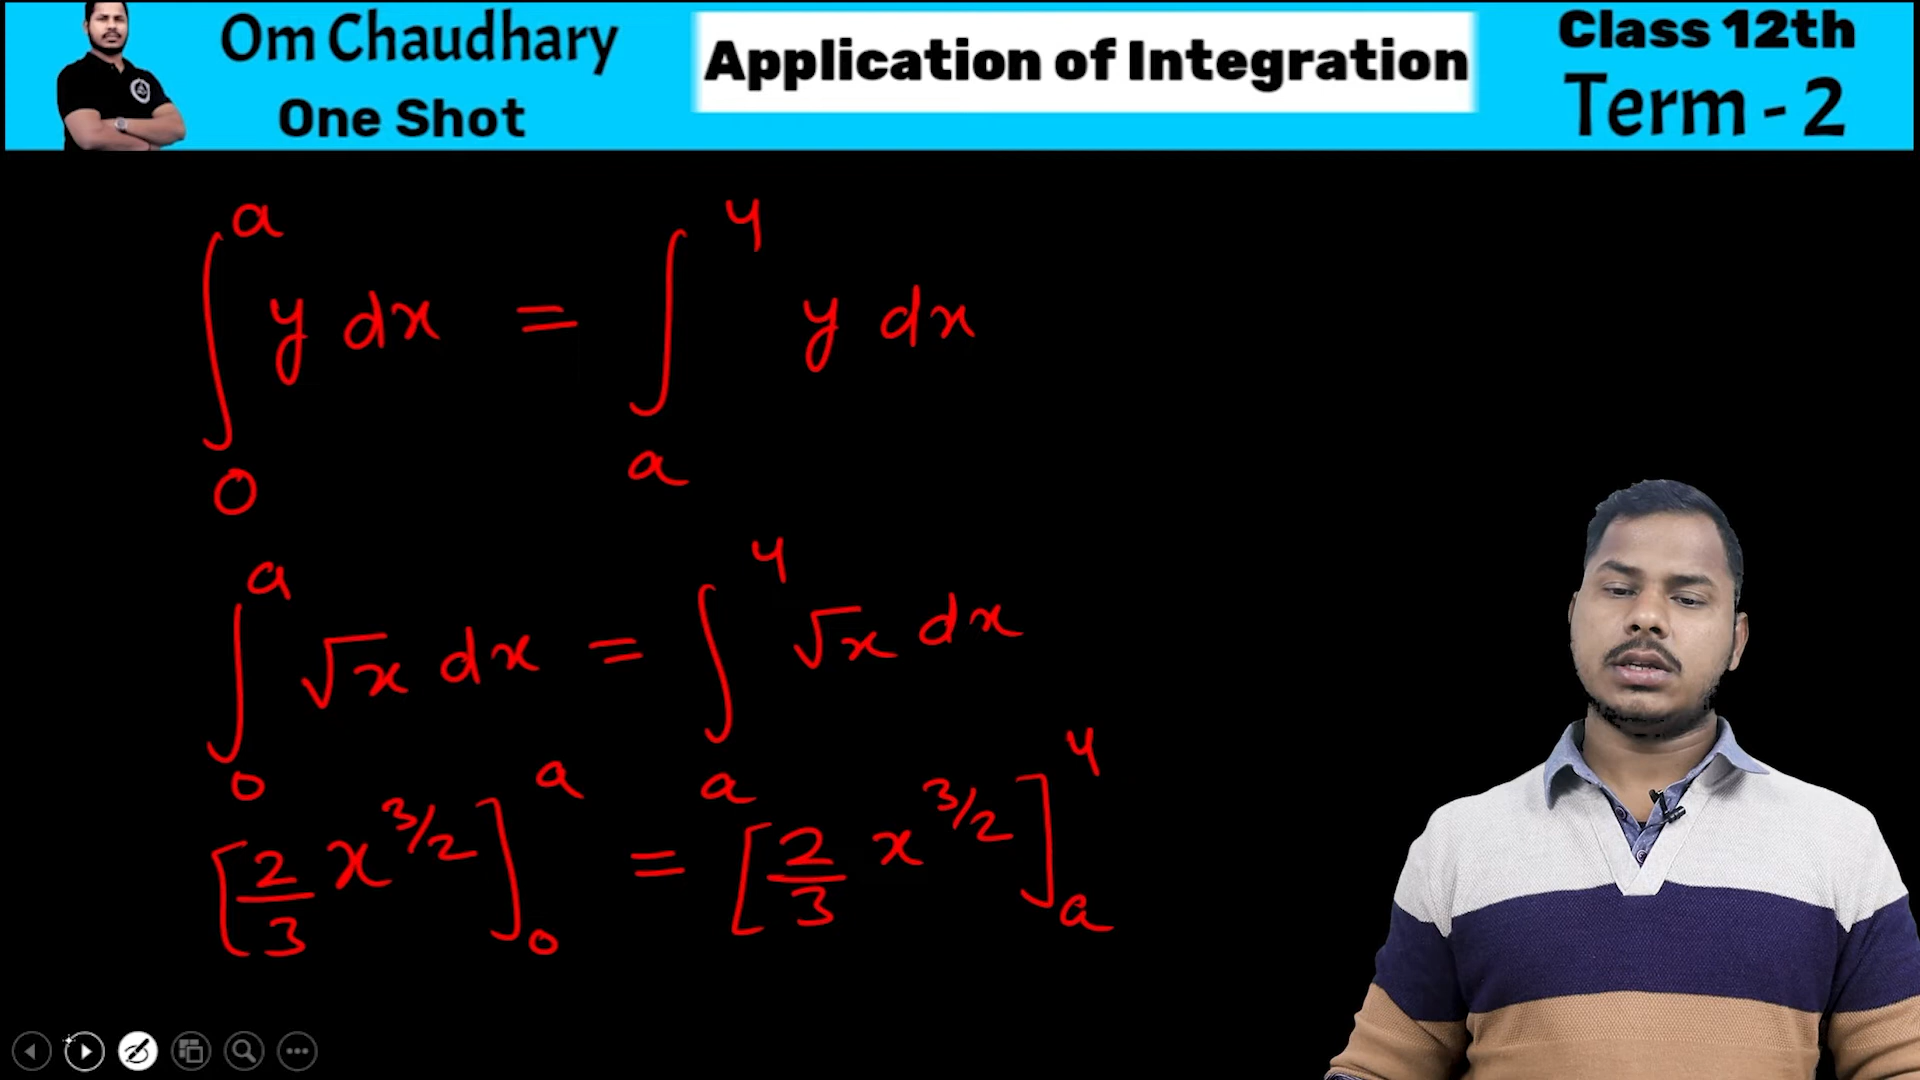 Om Chaudhary
One Shot
Application of Integration
Class 12th
Term - 2
∫₀ᵃ y dx = ∫ₐ⁴ y dx
∫₀ᵃ √x dx = ∫ₐ⁴ √x dx
[2/3 x^3/2]₀ᵃ = [2/3 x^3/2]ₐ⁴